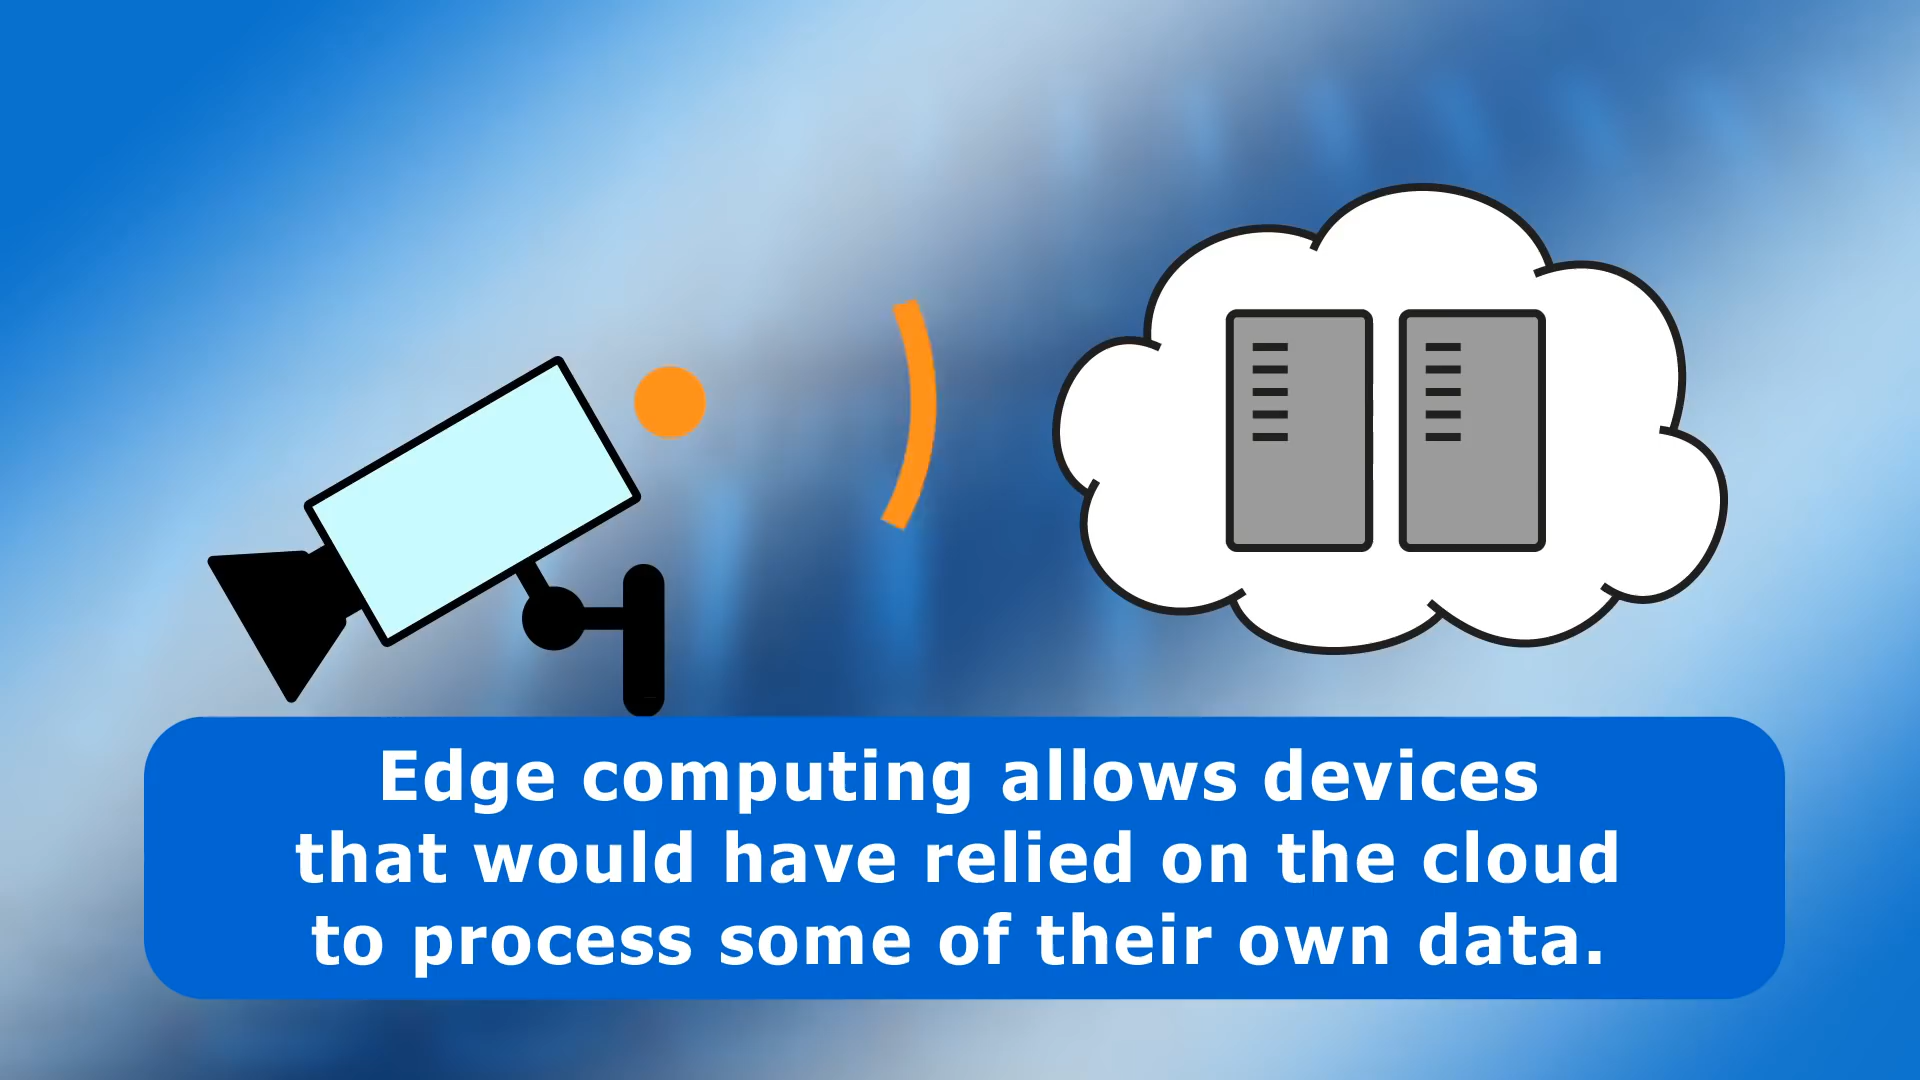 Edge computing allows devices
that would have relied on the cloud
to process some of their own data.